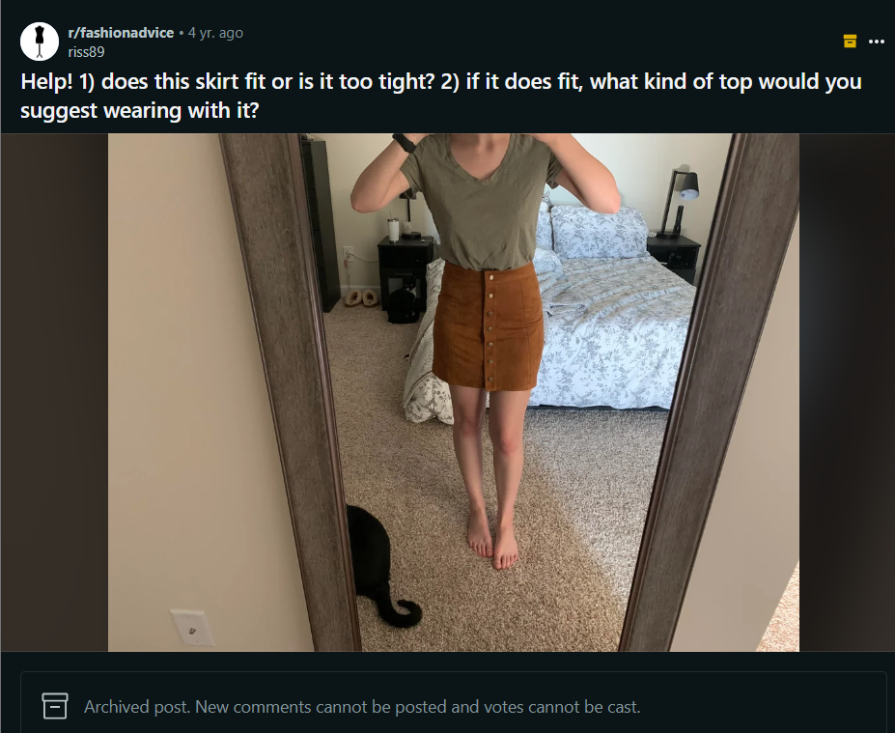 r/fashionadvice • 4 yr. ago
riss89
Help! 1) does this skirt fit or is it too tight? 2) if it does fit, what kind of top would you
suggest wearing with it?
Archived post. New comments cannot be posted and votes cannot be cast.